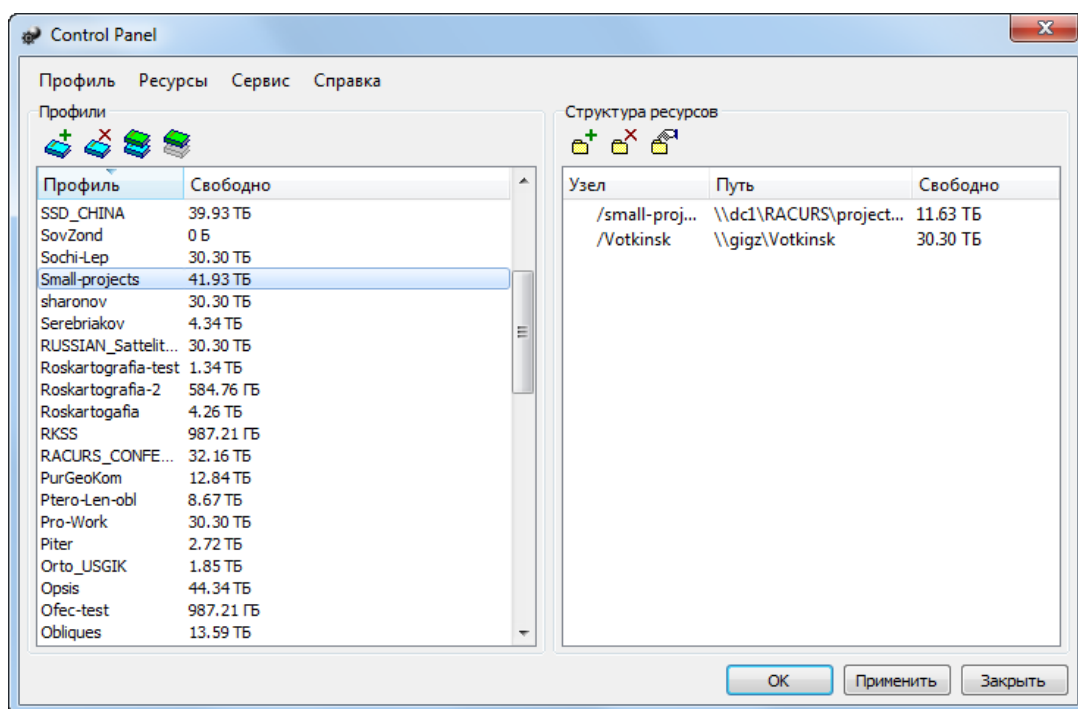 Control Panel
Профиль Ресурсы Сервис Справка
Профили
Профиль Свободно
SSD_CHINA 39.93 ТБ
SovZond 0 Б
Sochi-Lep 30.30 ТБ
Small-projects 41.93 ТБ
sharonov 30.30 ТБ
Serebriakov 4.34 ТБ
RUSSIAN_Sattelit... 30.30 ТБ
Roskartografia-test 1.34 ТБ
Roskartografia-2 584.76 ГБ
Roskartogafia 4.26 ТБ
RKSS 987.21 ГБ
RACURS_CONFE... 32.16 ТБ
PurGeoKom 12.84 ТБ
Ptero-Len-obl 8.67 ТБ
Pro-Work 30.30 ТБ
Piter 2.72 ТБ
Orto_USGIK 1.85 ТБ
Opsis 44.34 ТБ
Ofec-test 987.21 ГБ
Obliques 13.59 ТБ
Структура ресурсов
Узел Путь Свободно
/small-proj... \\dc1\RACURS\project... 11.63 ТБ
/Votkinsk \\gigz\Votkinsk 30.30 ТБ
OK Применить Закрыть